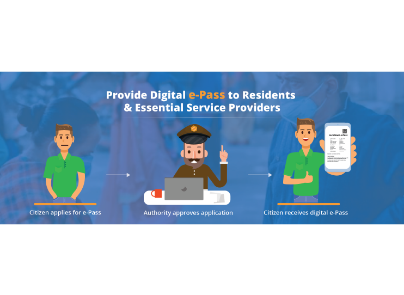 Provide Digital e-Pass to Residents
& Essential Service Providers
Citizen applies for e-Pass
Authority approves application
Citizen receives digital e-Pass